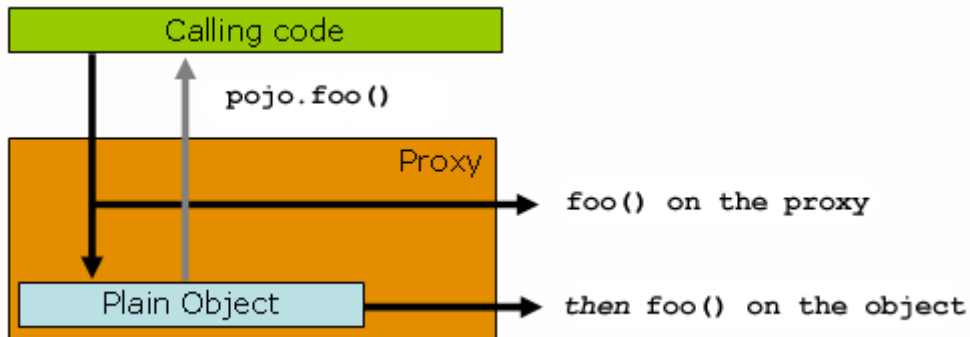 Calling code
pojo.foo()
Proxy
foo() on the proxy
Plain Object
then foo() on the object